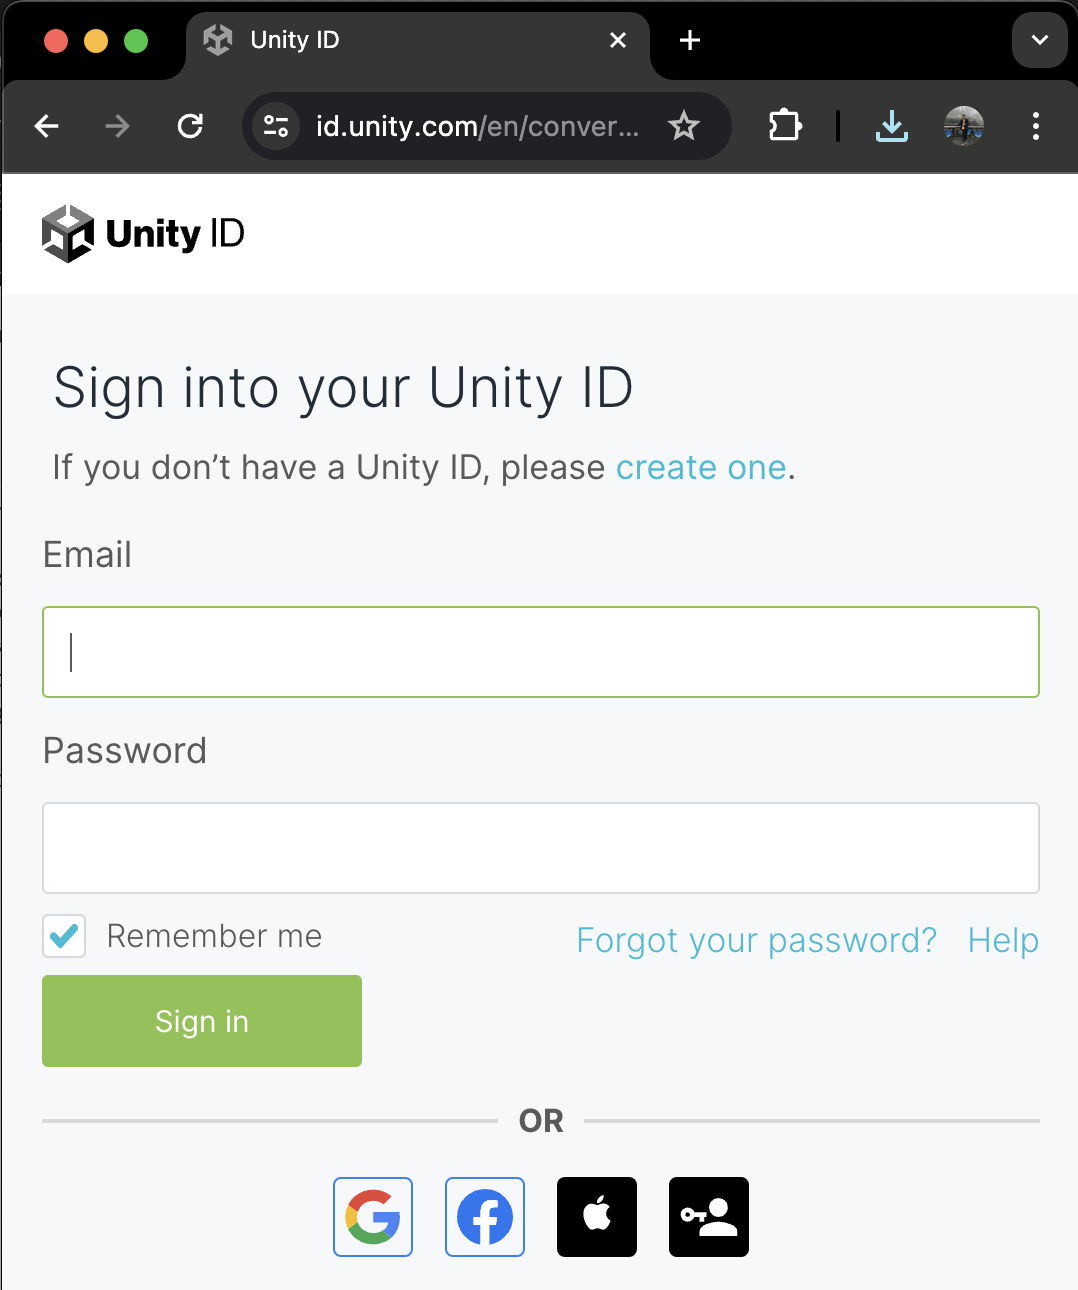 Unity ID
id.unity.com/en/conver...
Unity ID
Sign into your Unity ID
If you don’t have a Unity ID, please create one.
Email
Password
Remember me
Forgot your password? Help
Sign in
OR